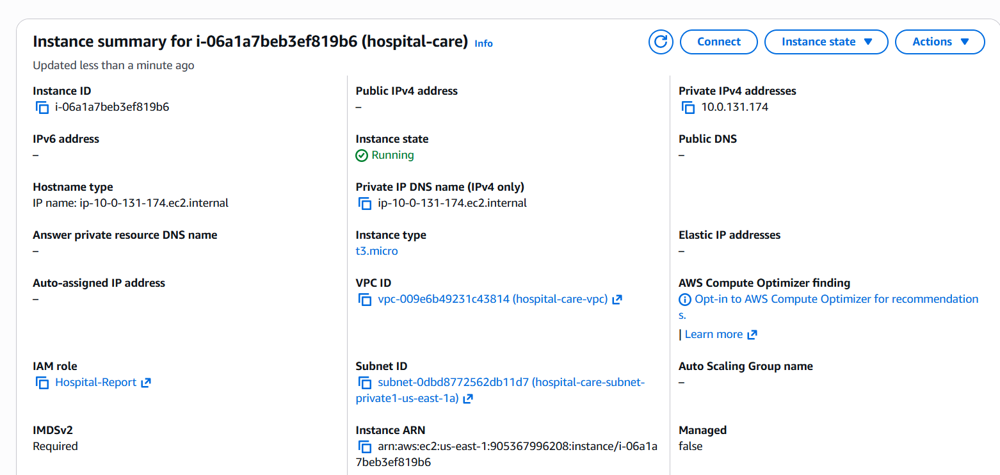 Instance summary for i-06a1a7beb3ef819b6 (hospital-care) Info
Connect
Instance state
Actions
Updated less than a minute ago
Instance ID
i-06a1a7beb3ef819b6
Public IPv4 address
–
Private IPv4 addresses
10.0.131.174
IPv6 address
–
Instance state
Running
Public DNS
–
Hostname type
IP name: ip-10-0-131-174.ec2.internal
Private IP DNS name (IPv4 only)
ip-10-0-131-174.ec2.internal
Answer private resource DNS name
–
Instance type
t3.micro
Elastic IP addresses
–
Auto-assigned IP address
–
VPC ID
vpc-009e6b49231c43814 (hospital-care-vpc)
AWS Compute Optimizer finding
Opt-in to AWS Compute Optimizer for recommendation
s.
| Learn more
IAM role
Hospital-Report
Subnet ID
subnet-0dbd8772562db11d7 (hospital-care-subnet-
private1-us-east-1a)
Auto Scaling Group name
–
IMDSv2
Required
Instance ARN
arn:aws:ec2:us-east-1:905367996208:instance/i-06a1a
7beb3ef819b6
Managed
false